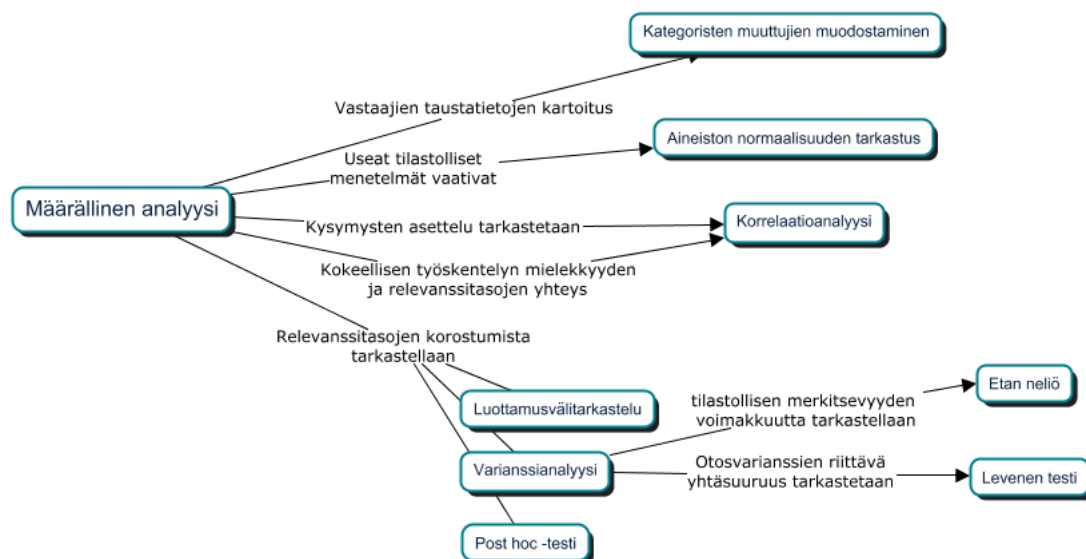 Kategoristen muuttujien muodostaminen
Vastaajien taustatietojen kartoitus
Aineiston normaalisuuden tarkastus
Useat tilastolliset
menetelmät vaativat
Määrällinen analyysi
Kysymysten asettelu tarkastetaan
Korrelaatioanalyysi
Kokeellisen työskentelyn mielekkyyden
ja relevanssitasojen yhteys
Relevanssitasojen korostumista
tarkastellaan
Luottamusvälitarkastelu
Etan neliö
tilastollisen merkitsevyyden
voimakkuutta tarkastellaan
Varianssianalyysi
Otosvarianssien riittävä
yhtäsuuruus tarkastetaan
Levenen testi
Post hoc -testi